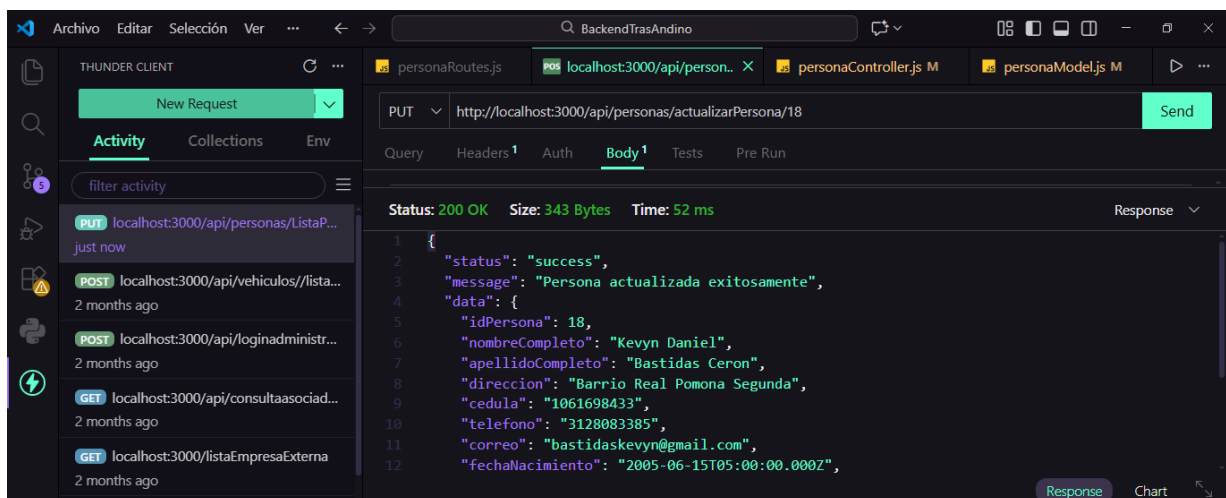 Archivo Editar Selección Ver ··· BackendTrasAndino
THUNDER CLIENT ···
New Request
Activity Collections Env
filter activity
PUT localhost:3000/api/personas/ListaP...
just now
POST localhost:3000/api/vehiculos//lista...
2 months ago
POST localhost:3000/api/loginadministr...
2 months ago
GET localhost:3000/api/consultaasociad...
2 months ago
GET localhost:3000/listaEmpresaExterna
2 months ago
5
JS personaRoutes.js POS localhost:3000/api/person.. JS personaController.js M JS personaModel.js M ···
PUT http://localhost:3000/api/personas/actualizarPersona/18 Send
Query Headers 1 Auth Body 1 Tests Pre Run
Status: 200 OK Size: 343 Bytes Time: 52 ms Response
1 {
2 "status": "success",
3 "message": "Persona actualizada exitosamente",
4 "data": {
5 "idPersona": 18,
6 "nombreCompleto": "Kevyn Daniel",
7 "apellidoCompleto": "Bastidas Ceron",
8 "direccion": "Barrio Real Pomona Segunda",
9 "cedula": "1061698433",
10 "telefono": "3128083385",
11 "correo": "bastidaskevyn@gmail.com",
12 "fechaNacimiento": "2005-06-15T05:00:00.000Z",
Response Chart